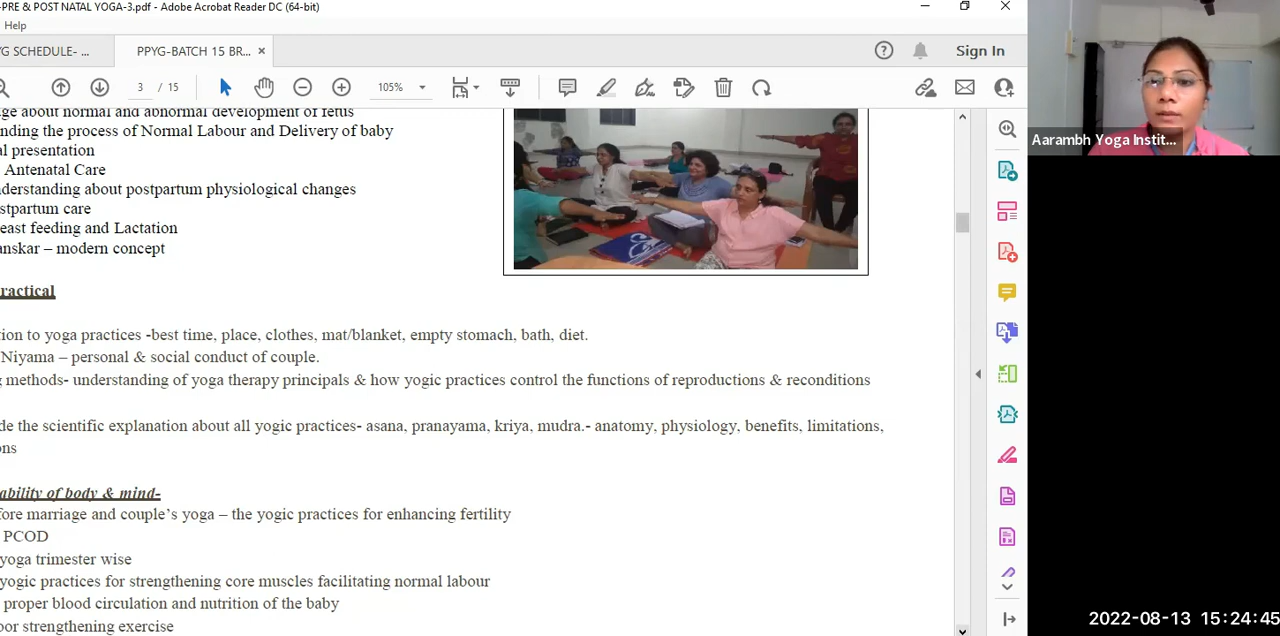 -PRE & POST NATAL YOGA-3.pdf - Adobe Acrobat Reader DC (64-bit)
Help
G SCHEDULE- ...
PPYG-BATCH 15 BR... ×
Sign In
3 / 15
105%
ge about normal and abnormal development of fetus
nding the process of Normal Labour and Delivery of baby
al presentation
Antenatal Care
nderstanding about postpartum physiological changes
stpartum care
east feeding and Lactation
anskar – modern concept
ractical
tion to yoga practices -best time, place, clothes, mat/blanket, empty stomach, bath, diet.
Niyama – personal & social conduct of couple.
g methods- understanding of yoga therapy principals & how yogic practices control the functions of reproductions & reconditions
de the scientific explanation about all yogic practices- asana, pranayama, kriya, mudra.- anatomy, physiology, benefits, limitations,
ons
ability of body & mind-
fore marriage and couple's yoga – the yogic practices for enhancing fertility
PCOD
yoga trimester wise
yogic practices for strengthening core muscles facilitating normal labour
proper blood circulation and nutrition of the baby
oor strengthening exercise
Aarambh Yoga Instit...
2022-08-13 15:24:45